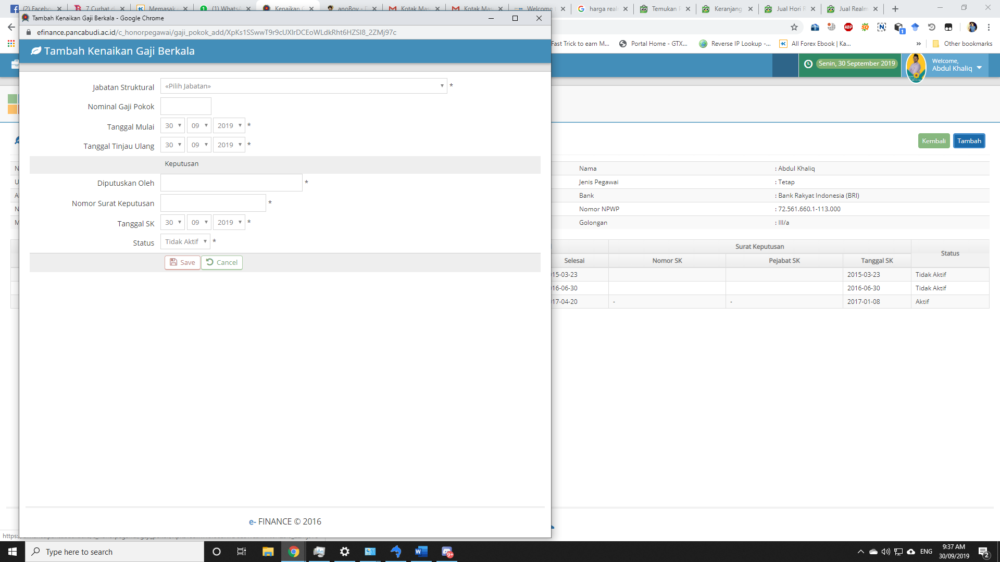 (2) Facebo
7 Curhat d
Memasak
(1) WhatsA
Kenaikan
anoBoy -
Kotak Mas
Kotak Mas
Welcome
harga real
Temukan
Keranjang
Jual Hori R
Jual Realm
Tambah Kenaikan Gaji Berkala - Google Chrome
efinance.pancabudi.ac.id/c_honorpegawai/gaji_pokok_add/XpKs1SSwwT9r9cUXlrDCEoWLdkRht6HZSl8_2ZMj97c
ABP
1
Fast Trick to earn M...
Portal Home - GTX...
Reverse IP Lookup -...
All Forex Ebook | Ka...
»
Other bookmarks
Tambah Kenaikan Gaji Berkala
Senin, 30 September 2019
Welcome,
Abdul Khaliq
Jabatan Struktural «Pilih Jabatan» *
Nominal Gaji Pokok
Tanggal Mulai 30 09 2019 *
Tanggal Tinjau Ulang 30 09 2019 *
Keputusan
Diputuskan Oleh *
Nomor Surat Keputusan *
Tanggal SK 30 09 2019 *
Status Tidak Aktif *
Save Cancel
e- FINANCE © 2016
Kembali Tambah
N Nama : Abdul Khaliq
U Jenis Pegawai : Tetap
A Bank : Bank Rakyat Indonesia (BRI)
N Nomor NPWP : 72.561.660.1-113.000
M Golongan : III/a
Surat Keputusan Status
Selesai Nomor SK Pejabat SK Tanggal SK
15-03-23 2015-03-23 Tidak Aktif
16-06-30 2016-06-30 Tidak Aktif
17-04-20 - - 2017-01-08 Aktif
https:
Type here to search
9+
ENG
9:37 AM
30/09/2019
2